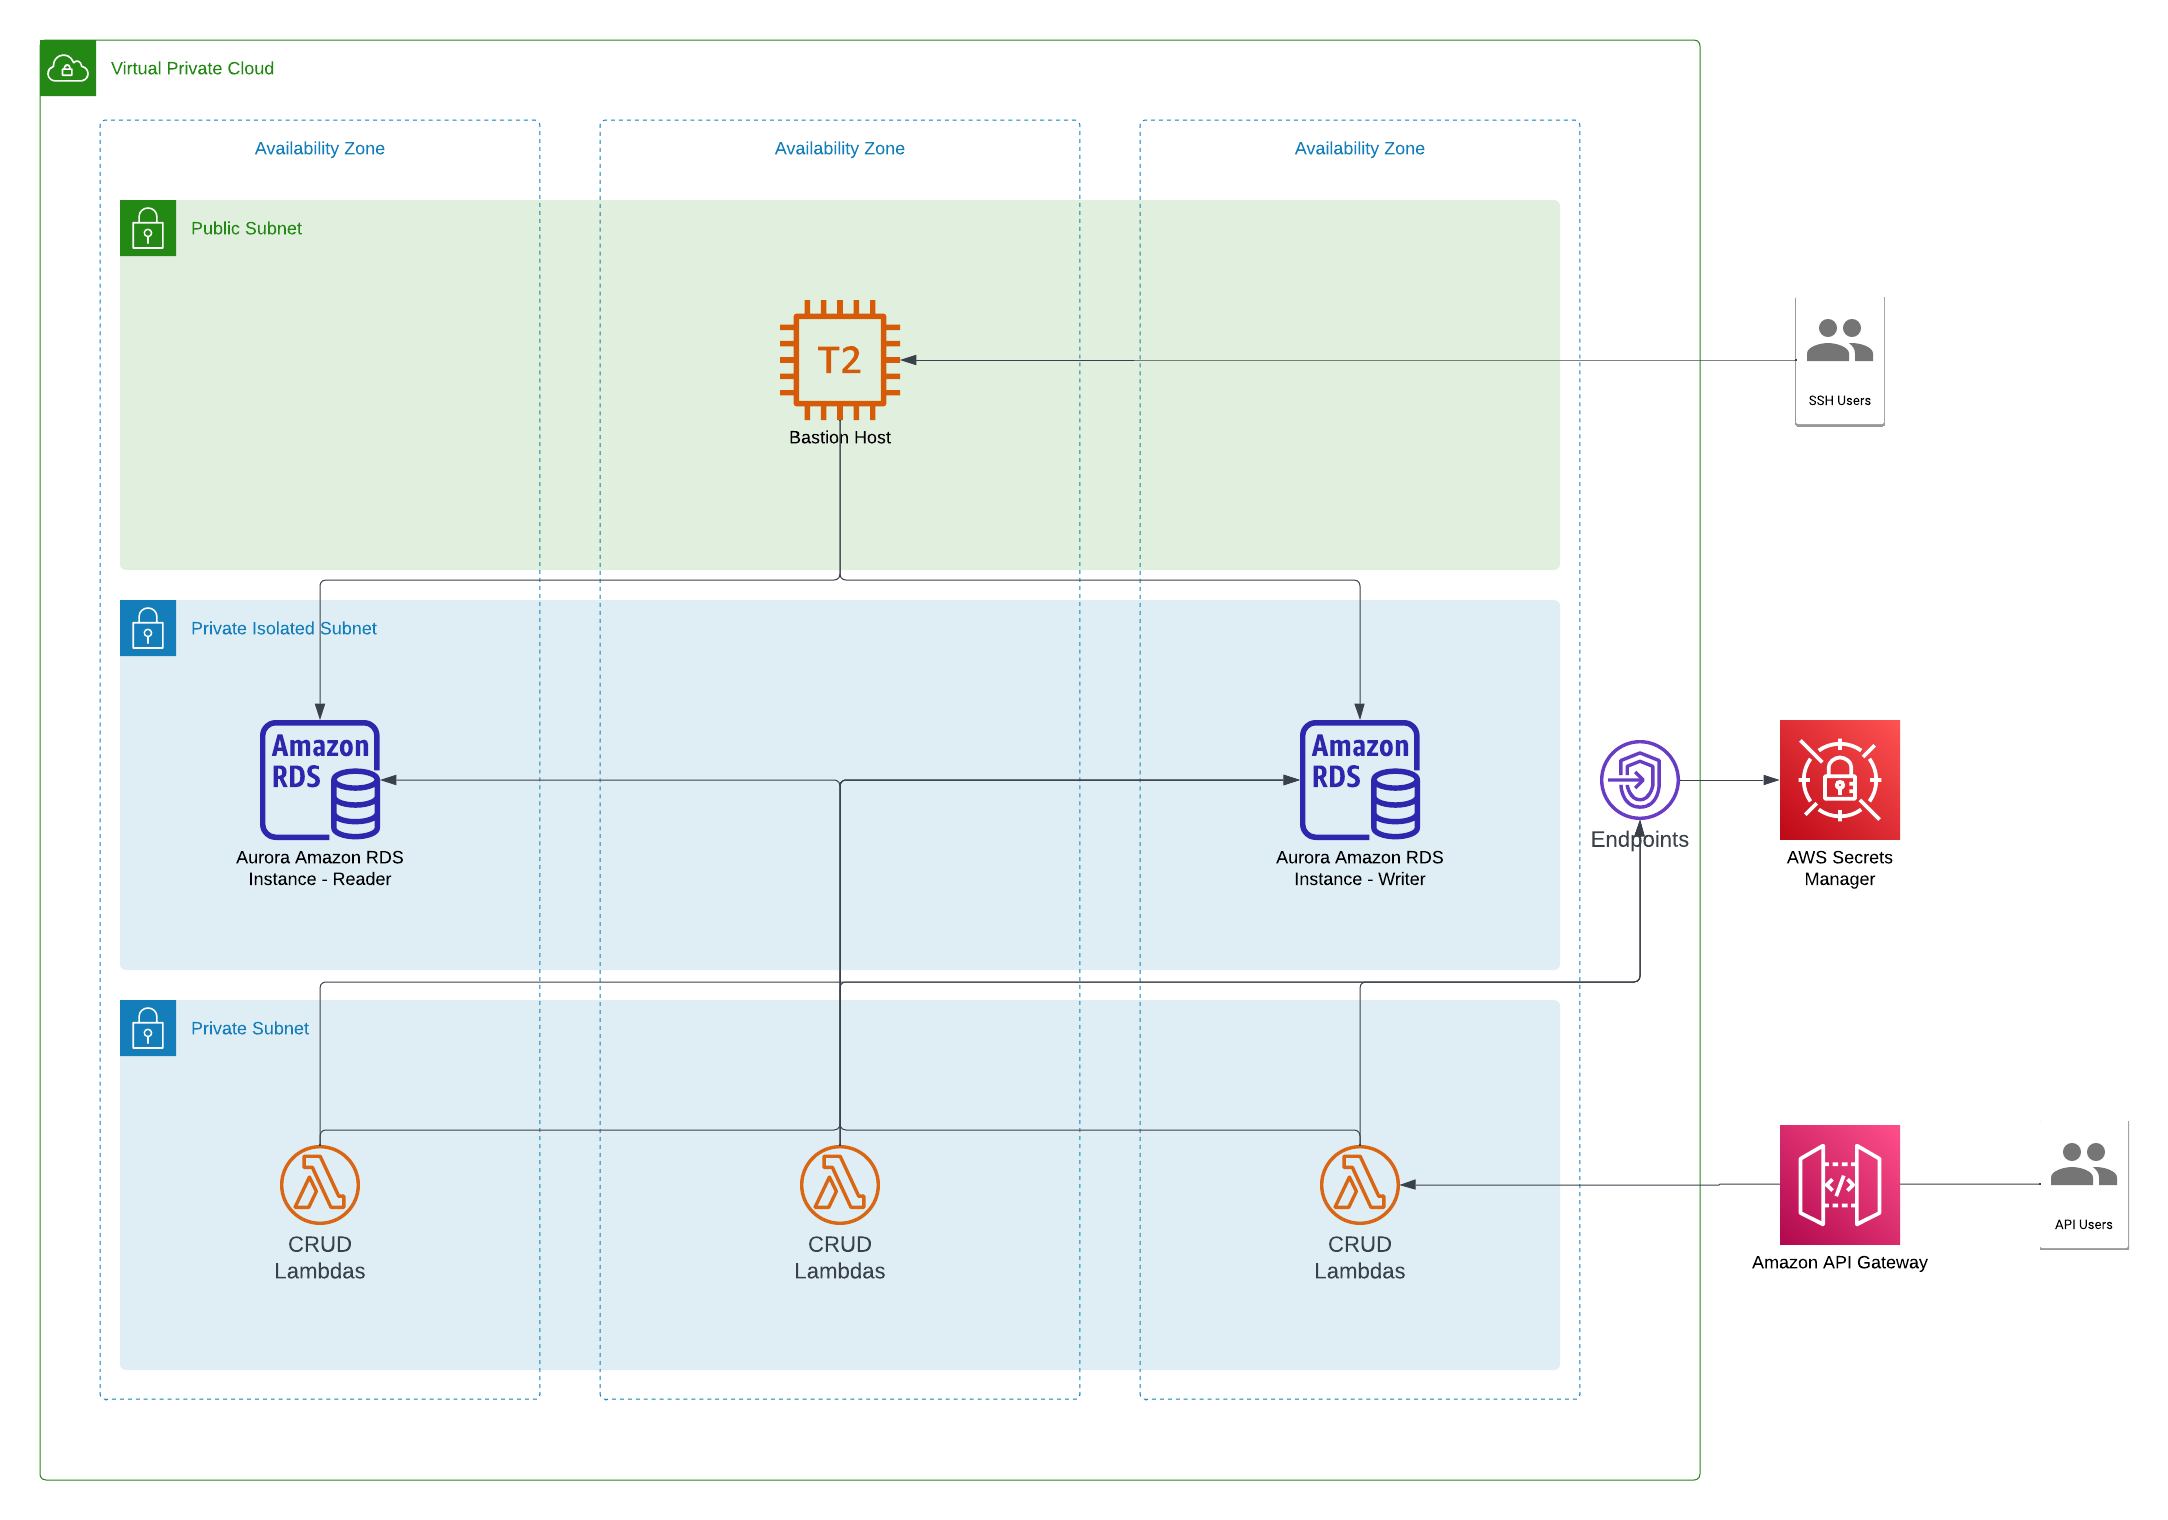 Virtual Private Cloud
Availability Zone
Availability Zone
Availability Zone
Public Subnet
T2
Bastion Host
SSH Users
Private Isolated Subnet
Amazon
RDS
Aurora Amazon RDS
Instance - Reader
Amazon
RDS
Aurora Amazon RDS
Instance - Writer
Endpoints
AWS Secrets
Manager
Private Subnet
CRUD
Lambdas
CRUD
Lambdas
CRUD
Lambdas
</>
Amazon API Gateway
API Users